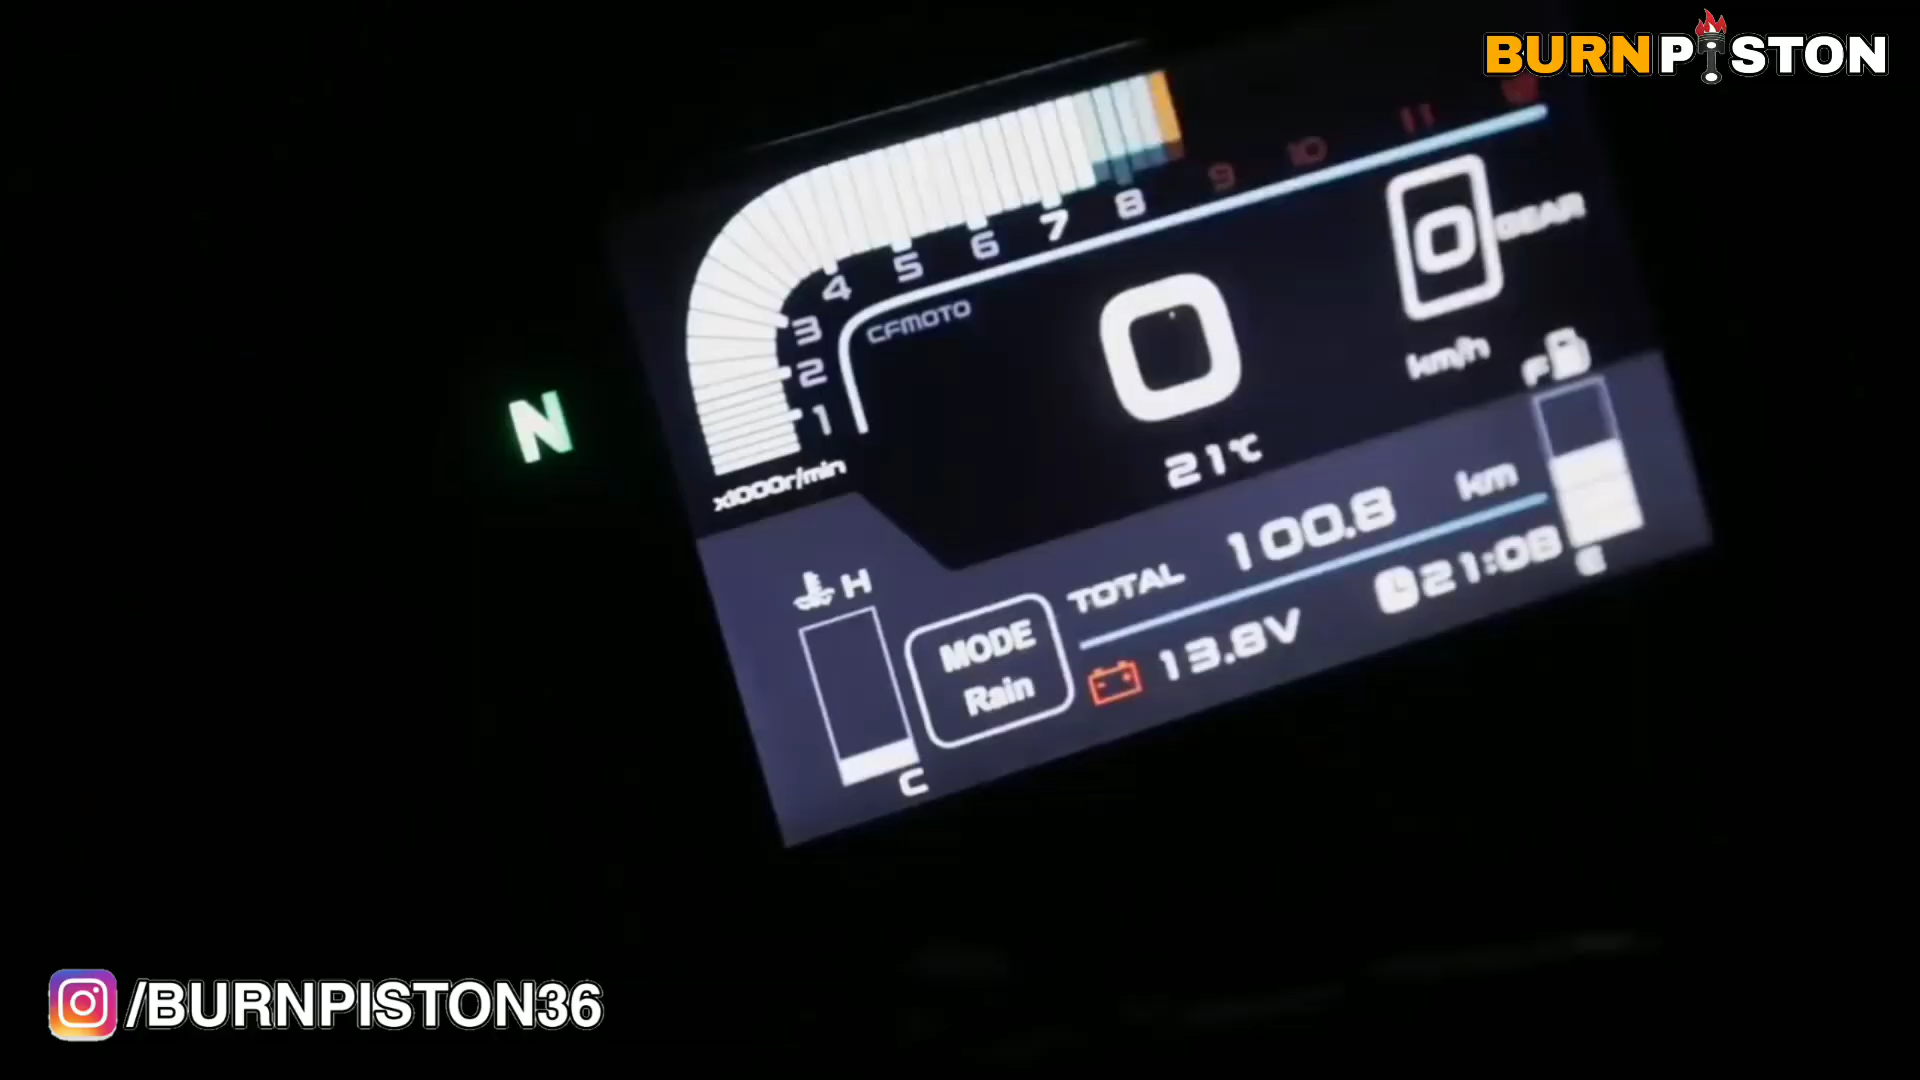 BURNPISTON
11
10
9
8
7
6
5
4
3
2
1
x1000r/min
CFMOTO
0
0 GEAR
km/h
N
21℃
F
TOTAL 100.8 km
E
H
MODE
Rain
C
13.8V
21:08
/BURNPISTON36